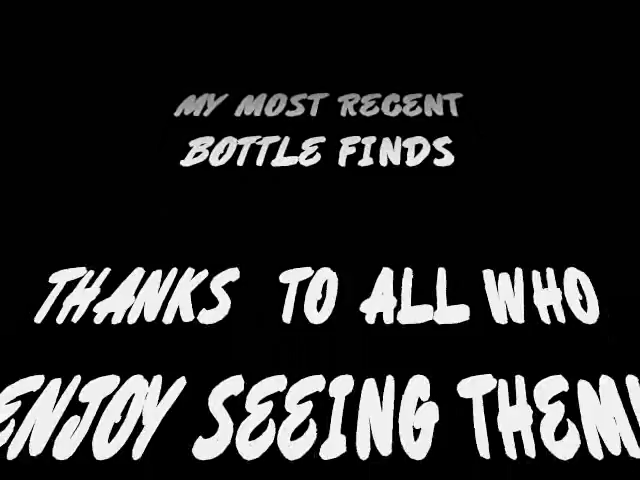 MY MOST RECENT
BOTTLE FINDS
THANKS TO ALL WHO
ENJOY SEEING THEM!